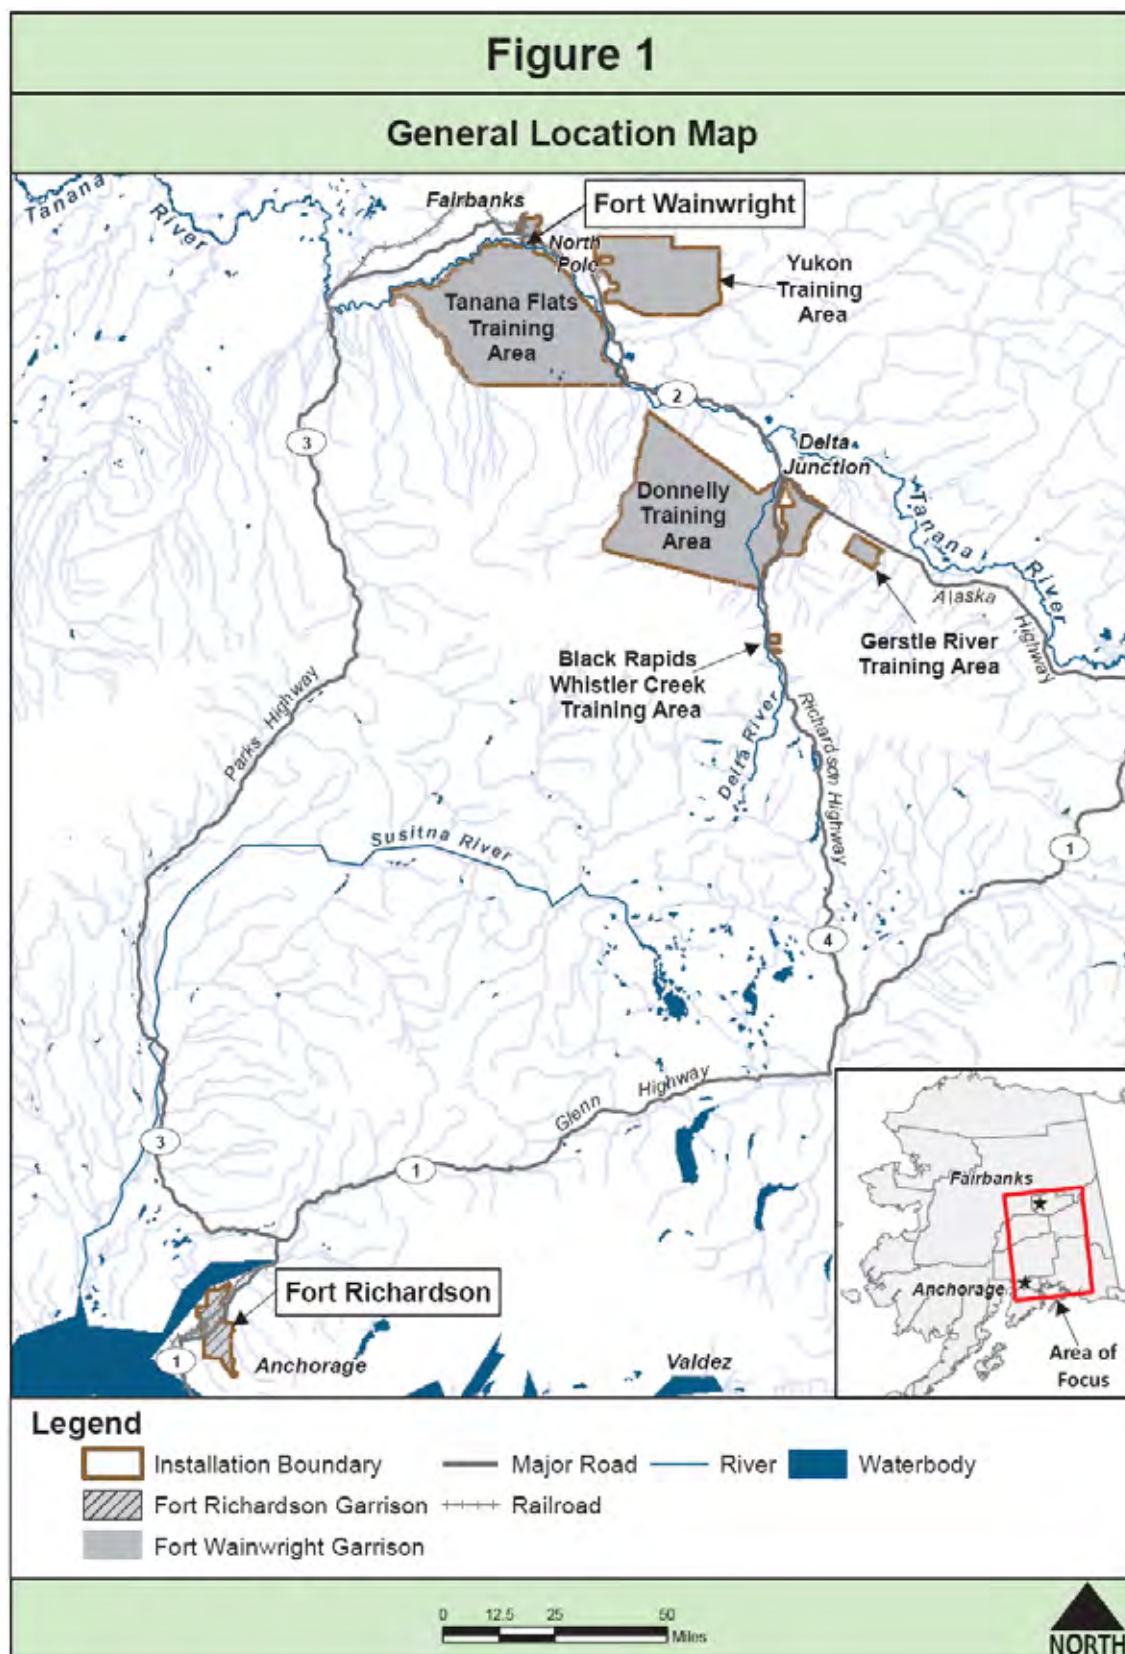 Figure 1
General Location Map
Tanana
River
Fairbanks
Fort Wainwright
North
Pole
Yukon
Training
Area
Tanana Flats
Training
Area
2
3
Delta
Junction
Donnelly
Training
Area
Tanana
River
Alaska
Highway
Gerstle River
Training Area
Black Rapids
Whistler Creek
Training Area
Parks Highway
Delta River
Richardson Highway
Susitna River
1
4
Glenn Highway
3
1
Fort Richardson
1
Anchorage
Valdez
Fairbanks
Anchorage
Area of
Focus
Legend
Installation Boundary
Major Road
River
Waterbody
Fort Richardson Garrison
Railroad
Fort Wainwright Garrison
0 12.5 25 50
Miles
NORTH